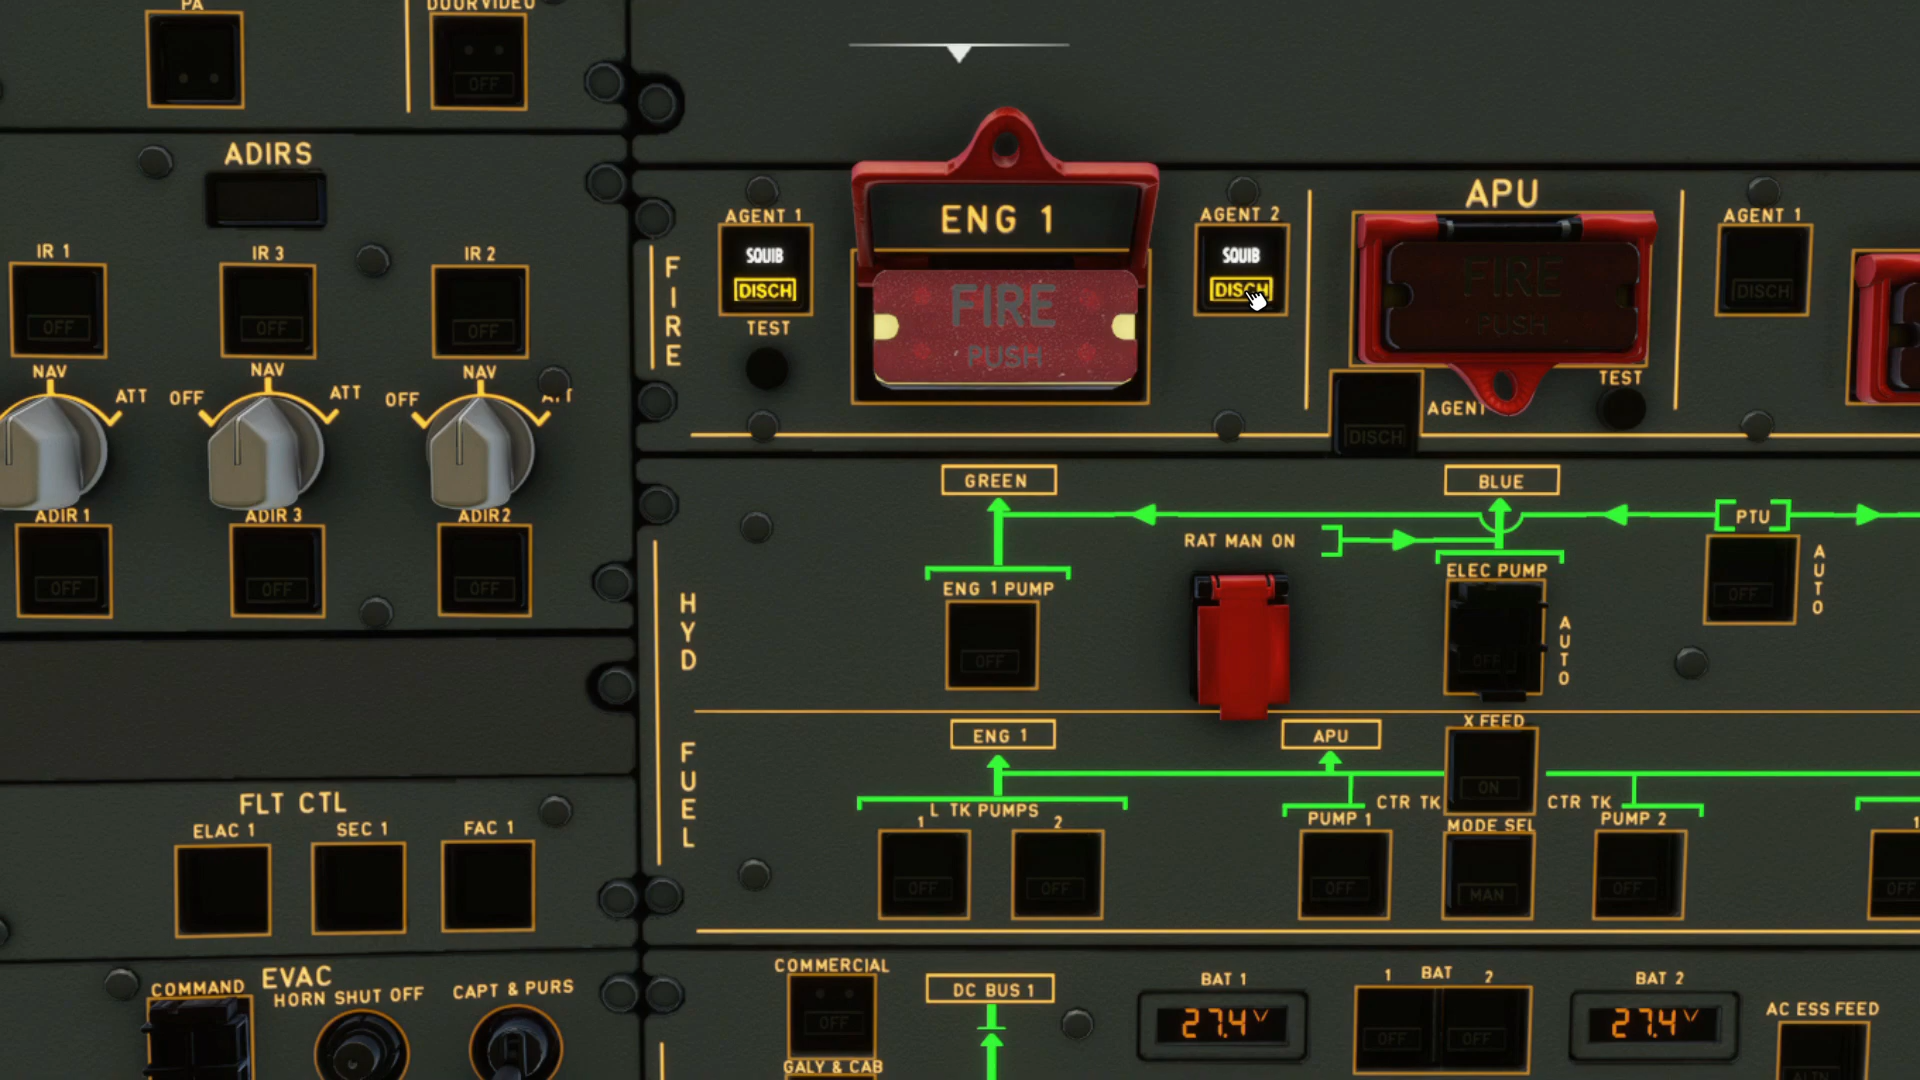 PA
DOORVIDEO
OFF
ADIRS
IR 1
IR 3
IR 2
OFF
OFF
OFF
NAV
ATT
OFF
NAV
ATT
OFF
NAV
ADIR 1
ADIR 3
ADIR2
OFF
OFF
OFF
FLT CTL
ELAC 1
SEC 1
FAC 1
EVAC
COMMAND
HORN SHUT OFF
CAPT & PURS
FIRE
AGENT 1
SQUIB
DISCH
TEST
ENG 1
FIRE
PUSH
AGENT 2
SQUIB
DISCH
APU
FIRE
PUSH
AGENT
DISCH
TEST
AGENT 1
DISCH
HYD
GREEN
BLUE
PTU
RAT MAN ON
ENG 1 PUMP
OFF
ELEC PUMP
OFF
AUTO
OFF
AUTO
FUEL
ENG 1
APU
X FEED
ON
L TK PUMPS
1
2
OFF
OFF
CTR TK
PUMP 1
OFF
MODE SEL
MAN
CTR TK
PUMP 2
OFF
1
OFF
COMMERCIAL
OFF
GALY & CAB
DC BUS 1
BAT 1
27.4 V
1 BAT 2
OFF
OFF
BAT 2
27.4 V
AC ESS FEED